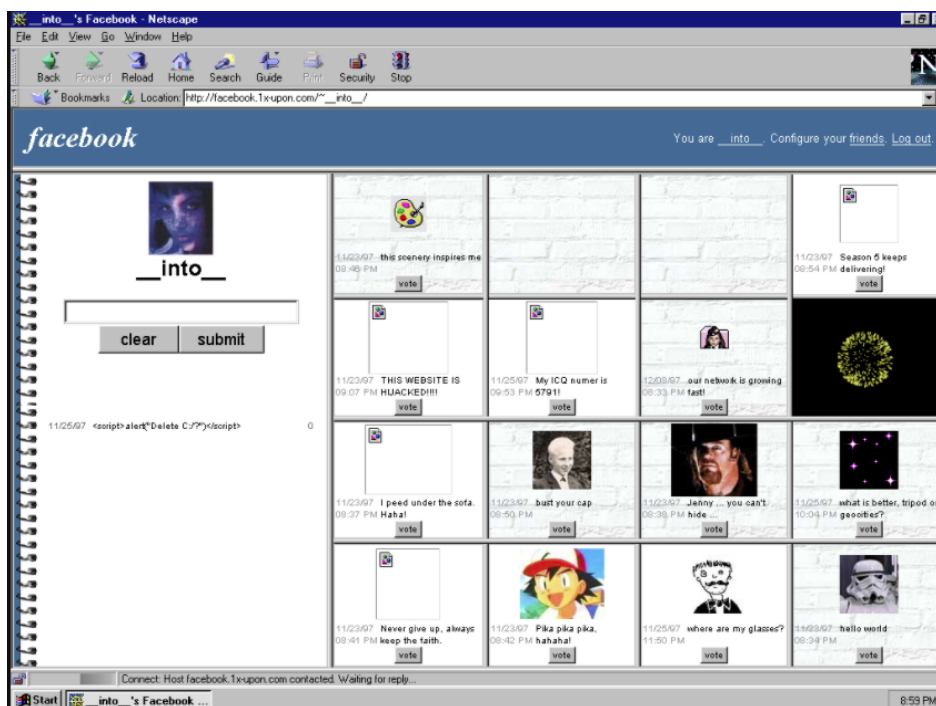 __into__'s Facebook - Netscape
File Edit View Go Window Help
Back Forward Reload Home Search Guide Print Security Stop
N
Bookmarks Location: http://facebook.1x-upon.com/~__into__/
facebook
You are __into__. Configure your friends. Log out.
__into__
clear submit
11/25/97 <script>alert("Delete C:/?")</script> 0
11/23/97 this scenery inspires me
08:46 PM
vote
11/23/97 Season 5 keeps
08:54 PM delivering!
vote
11/23/97 THIS WEBSITE IS
09:07 PM HIJACKED!!!!
vote
11/25/97 My ICQ numer is
09:53 PM 5791!
vote
12/08/97 our network is growing
06:33 PM fast!
vote
11/23/97 I peed under the sofa.
08:37 PM Haha!
vote
11/23/97 bust your cap
08:50 PM
vote
11/23/97 Jenny ... you can't
08:38 PM hide ...
vote
11/25/97 what is better, tripod or
10:04 PM geocities?
vote
11/23/97 Never give up, always
08:41 PM keep the faith.
vote
11/23/97 Pika pika pika,
08:42 PM hahaha!
vote
11/25/97 where are my glasses?
11:50 PM
vote
11/23/97 hello world
08:34 PM
vote
Connect: Host facebook.1x-upon.com contacted. Waiting for reply...
Start __into__'s Facebook ... 8:59 PM